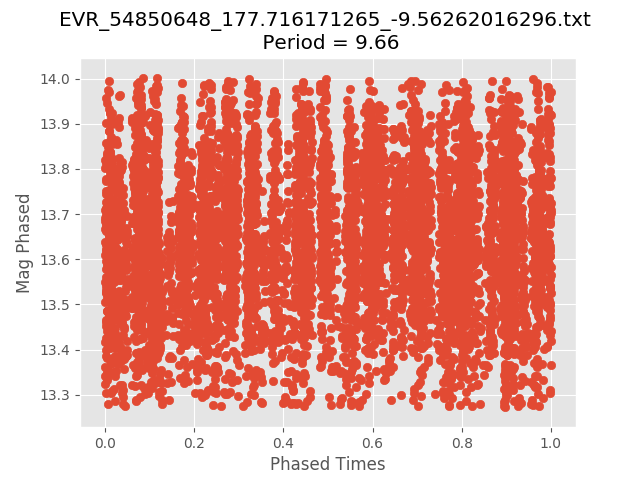 EVR_54850648_177.716171265_-9.56262016296.txt
Period = 9.66
14.0
13.9
13.8
13.7
13.6
13.5
13.4
13.3
Mag Phased
0.0 0.2 0.4 0.6 0.8 1.0
Phased Times